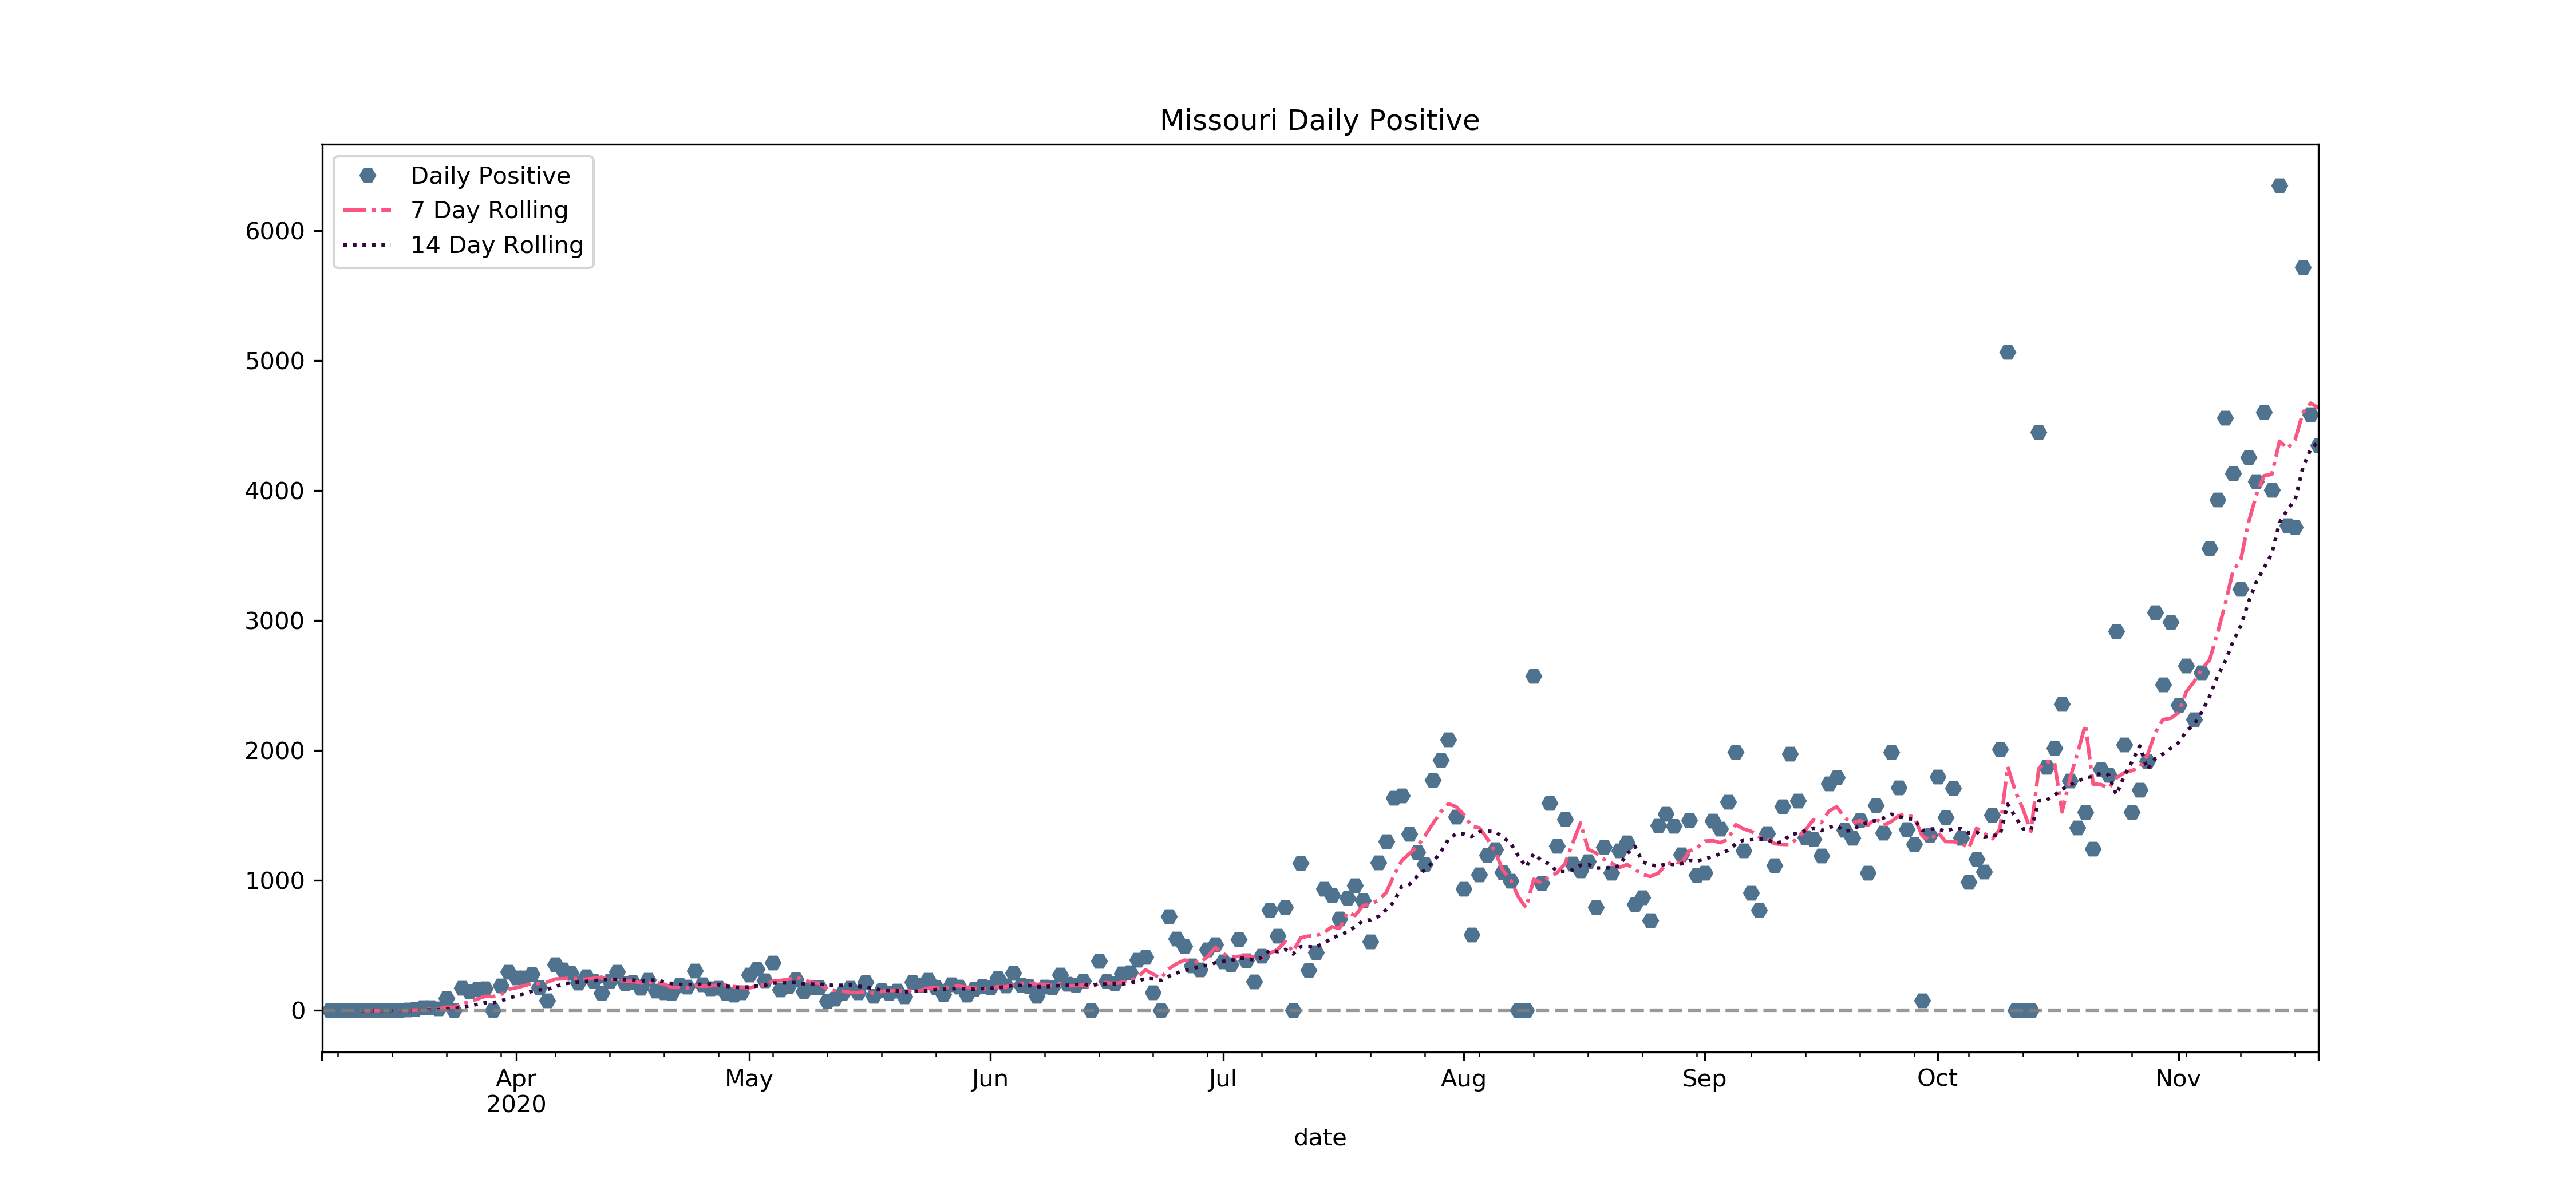 Missouri Daily Positive
Daily Positive
7 Day Rolling
14 Day Rolling
6000
5000
4000
3000
2000
1000
0
Apr May Jun Jul Aug Sep Oct Nov
2020
date